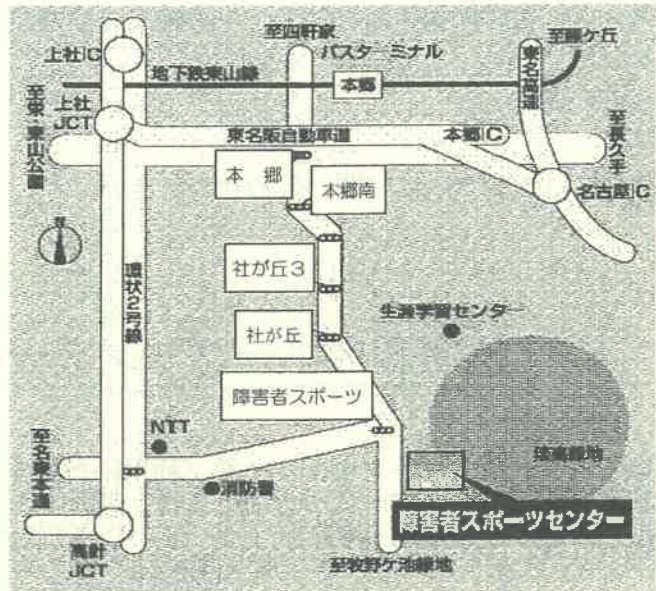 上社IC
至四軒家
バスターミナル
至藤ケ丘
東名高速
地下鉄東山線
本郷
至栄・東山公園
上社
JCT
東名阪自動車道
本郷IC
至長久手
名古屋IC
本 郷
本郷南
環状2号線
社が丘3
生涯学習センター
社が丘
障害者スポーツ
NTT
至名東本道
消防署
障害者スポーツセンター
高針
JCT
至牧野ケ池緑地